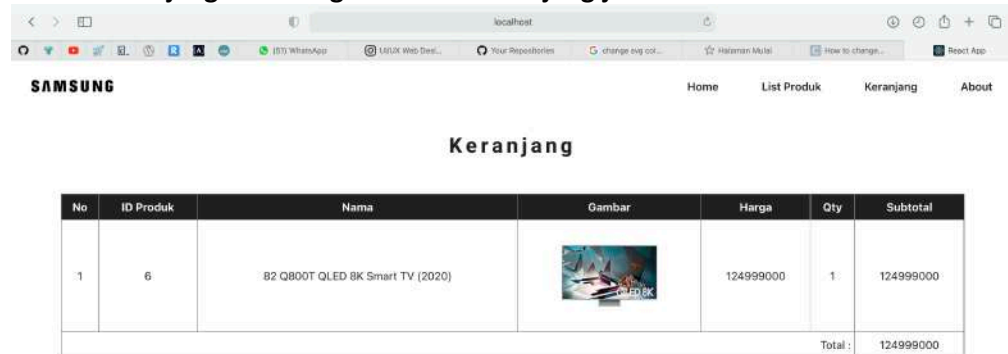 localhost
(57) WhatsApp UI/UX Web Desi... Your Repositories change svg col... Halaman Mulai How to change... React App
SAMSUNG Home List Produk Keranjang About
Keranjang
No ID Produk Nama Gambar Harga Qty Subtotal
QLED 8K
1 6 82 Q800T QLED 8K Smart TV (2020) 124999000 1 124999000
Total : 124999000